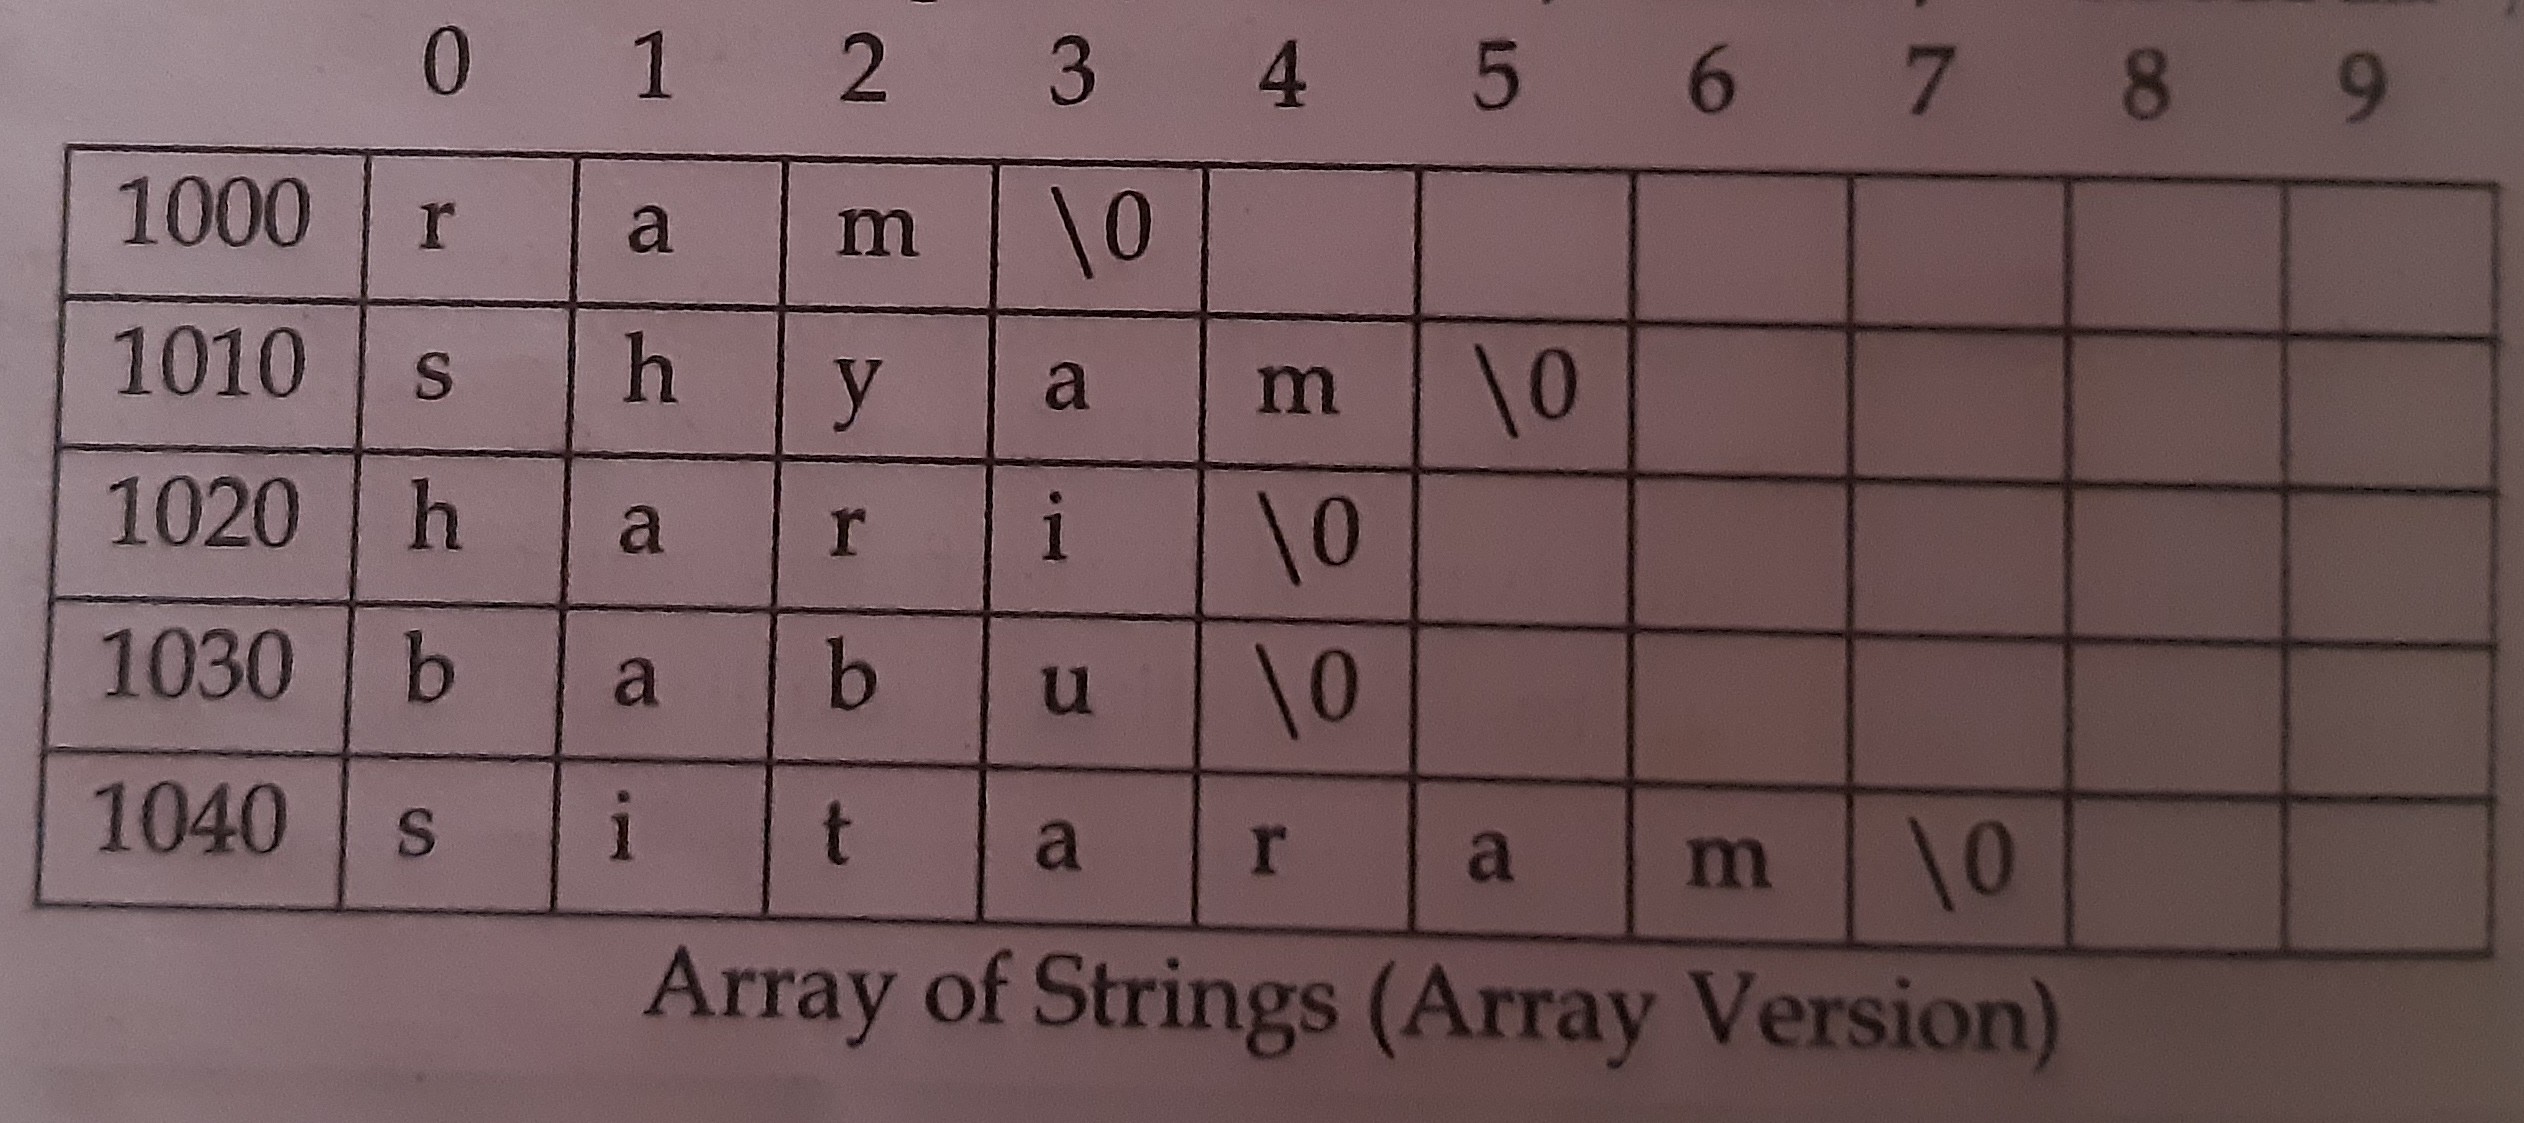 0 1 2 3 4 5 6 7 8 9
1000 r a m \0
1010 s h y a m \0
1020 h a r i \0
1030 b a b u \0
1040 s i t a r a m \0
Array of Strings (Array Version)